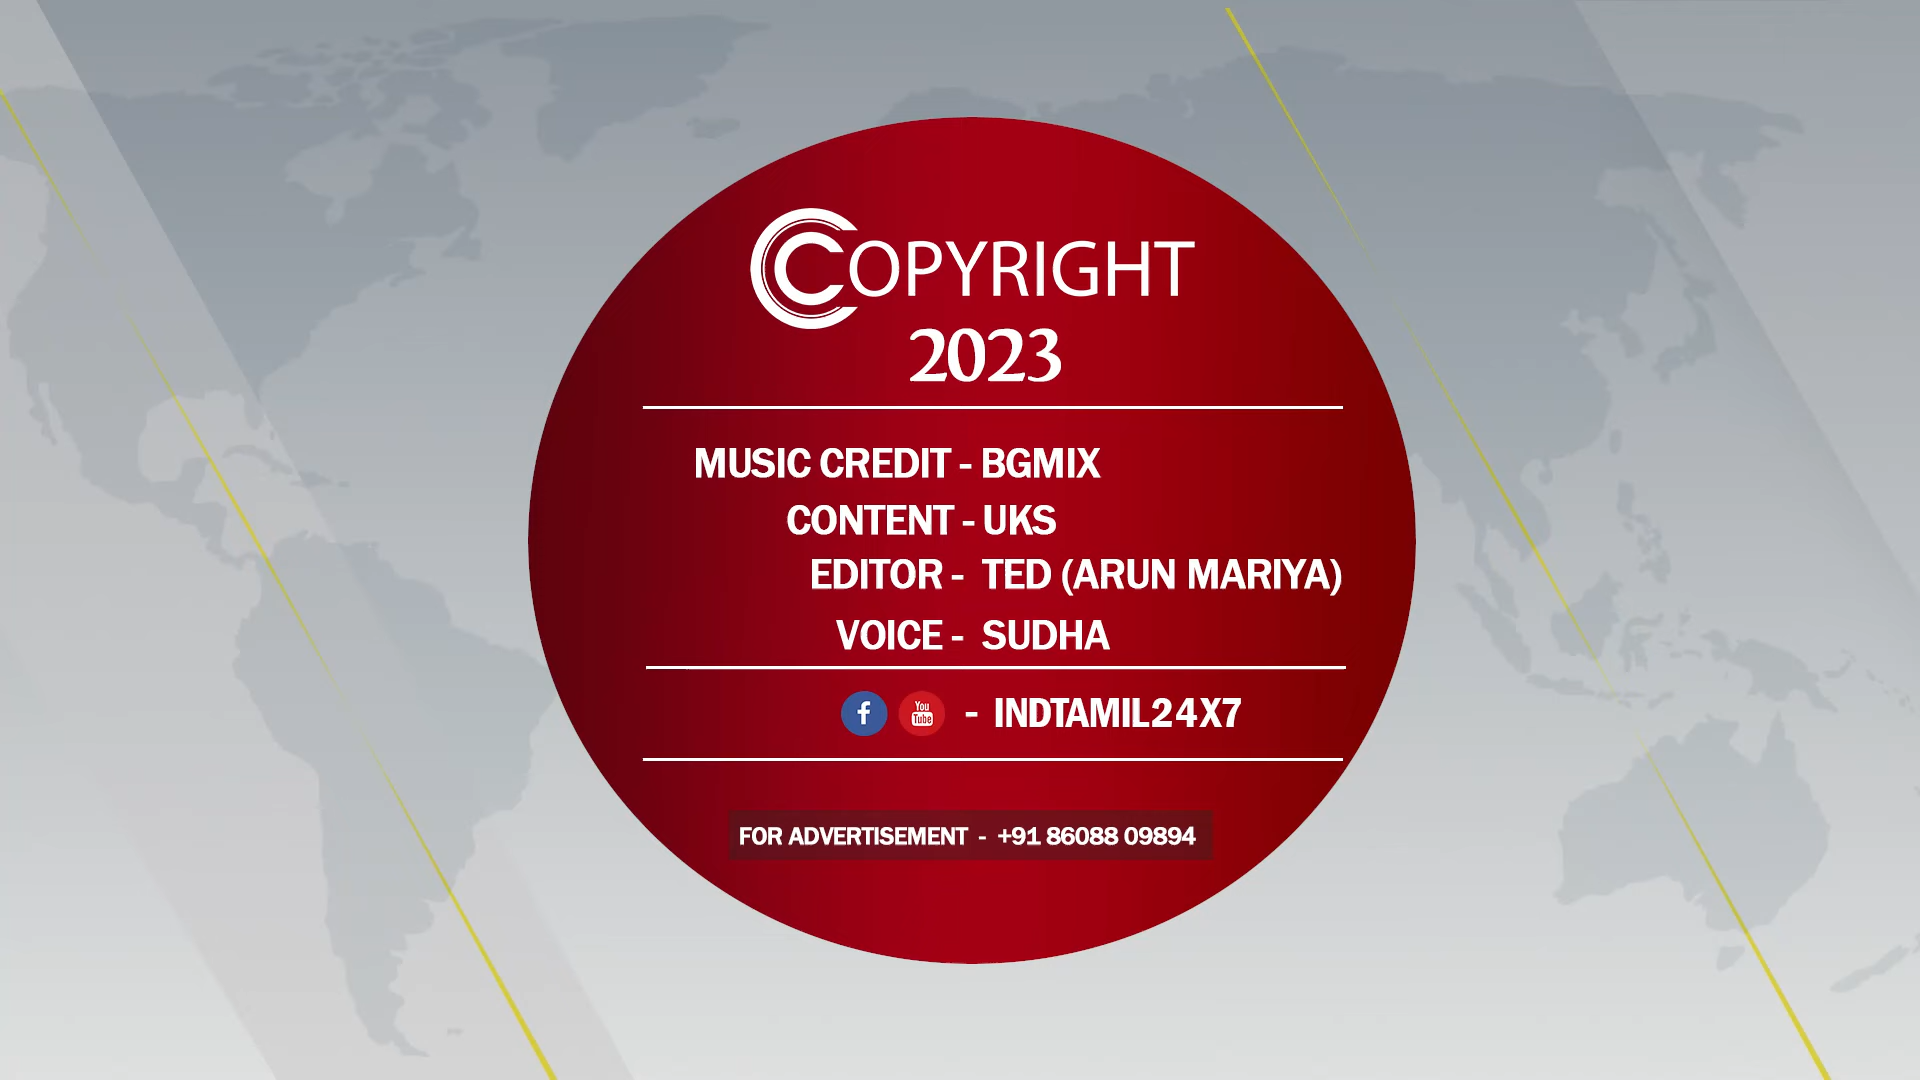 COPYRIGHT
2023
MUSIC CREDIT - BGMIX
CONTENT - UKS
EDITOR - TED (ARUN MARIYA)
VOICE - SUDHA
f You Tube - INDTAMIL24X7
FOR ADVERTISEMENT - +91 86088 09894